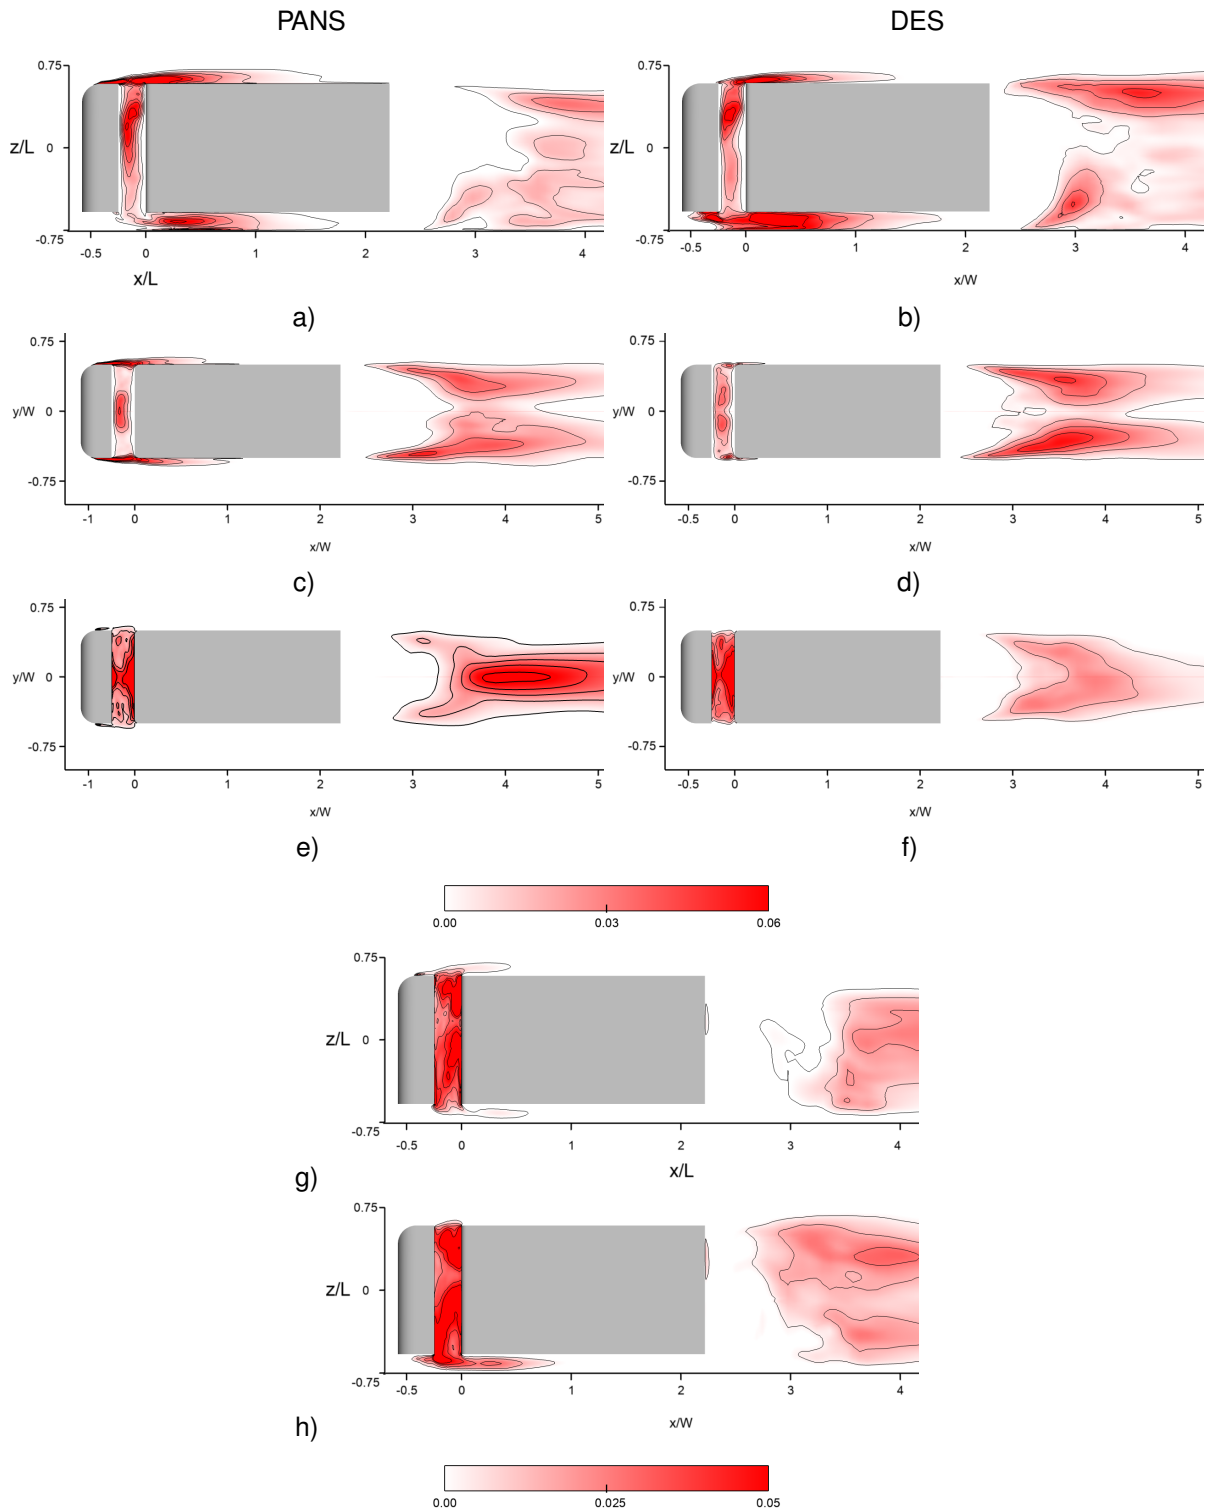 PANS DES
0.75 0.75
z/L 0 z/L 0
-0.75 -0.75
-0.5 0 1 2 3 4 -0.5 0 1 2 3 4
x/L x/W
a) b)
0.75 0.75
y/W 0 y/W 0
-0.75 -0.75
-1 0 1 2 3 4 5 -0.5 0 1 2 3 4 5
x/W x/W
c) d)
0.75 0.75
y/W 0 y/W 0
-0.75 -0.75
-1 0 1 2 3 4 5 -0.5 0 1 2 3 4 5
x/W x/W
e) f)
0.00 0.03 0.06
0.75
z/L 0
-0.75
-0.5 0 1 2 3 4
x/L
g)
0.75
z/L 0
-0.75
-0.5 0 1 2 3 4
x/W
h)
0.00 0.025 0.05